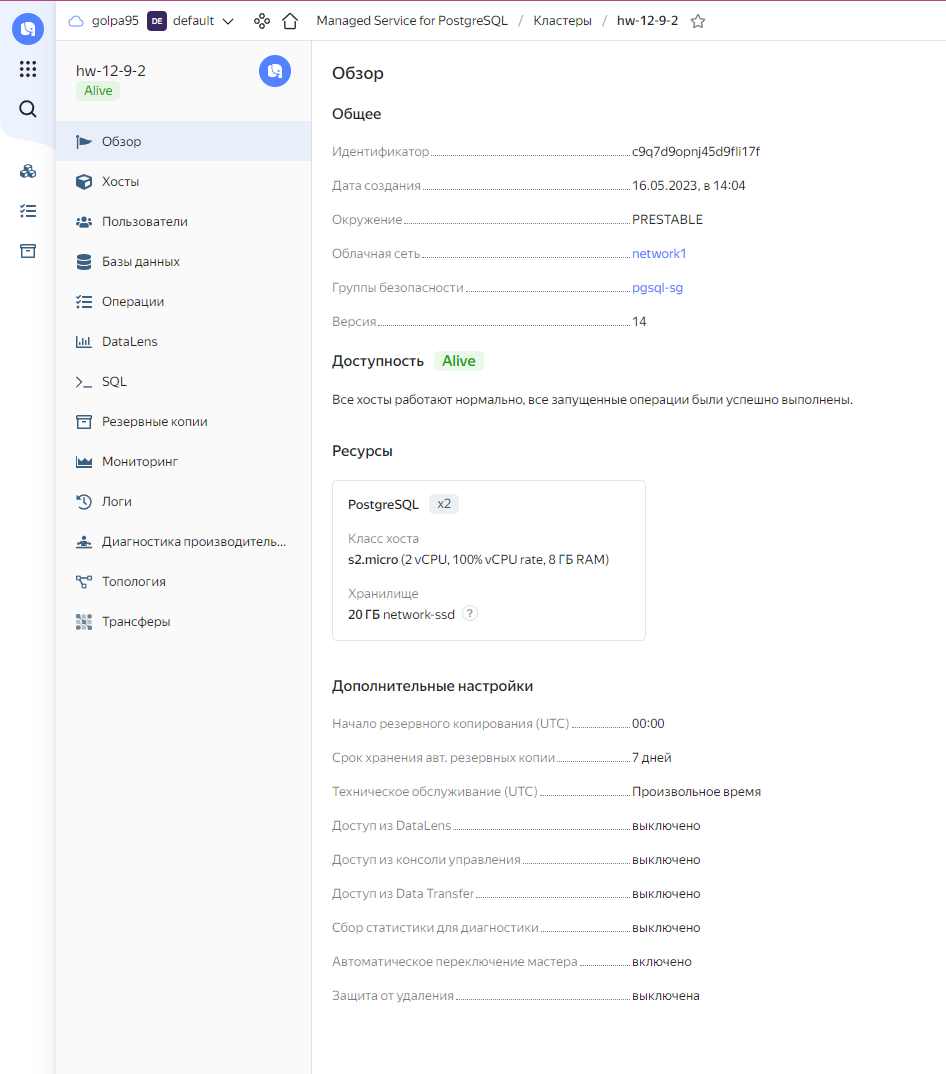 golpa95 DE default Managed Service for PostgreSQL / Кластеры / hw-12-9-2
hw-12-9-2
Alive
Обзор
Хосты
Пользователи
Базы данных
Операции
DataLens
SQL
Резервные копии
Мониторинг
Логи
Диагностика производитель...
Топология
Трансферы
Обзор
Общее
Идентификатор c9q7d9opnj45d9fli17f
Дата создания 16.05.2023, в 14:04
Окружение PRESTABLE
Облачная сеть network1
Группы безопасности pgsql-sg
Версия 14
Доступность Alive
Все хосты работают нормально, все запущенные операции были успешно выполнены.
Ресурсы
PostgreSQL x2
Класс хоста
s2.micro (2 vCPU, 100% vCPU rate, 8 ГБ RAM)
Хранилище
20 ГБ network-ssd ?
Дополнительные настройки
Начало резервного копирования (UTC) 00:00
Срок хранения авт. резервных копии 7 дней
Техническое обслуживание (UTC) Произвольное время
Доступ из DataLens выключено
Доступ из консоли управления выключено
Доступ из Data Transfer выключено
Сбор статистики для диагностики выключено
Автоматическое переключение мастера включено
Защита от удаления выключена